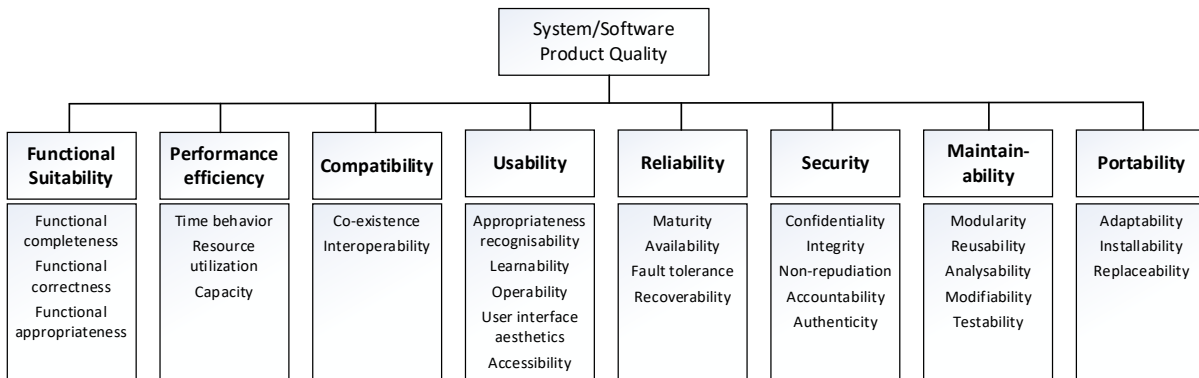 System/Software
Product Quality
Functional
Suitability
Performance
efficiency
Compatibility
Usability
Reliability
Security
Maintain-
ability
Portability
Functional
completeness
Functional
correctness
Functional
appropriateness
Time behavior
Resource
utilization
Capacity
Co-existence
Interoperability
Appropriateness
recognisability
Learnability
Operability
User interface
aesthetics
Accessibility
Maturity
Availability
Fault tolerance
Recoverability
Confidentiality
Integrity
Non-repudiation
Accountability
Authenticity
Modularity
Reusability
Analysability
Modifiability
Testability
Adaptability
Installability
Replaceability